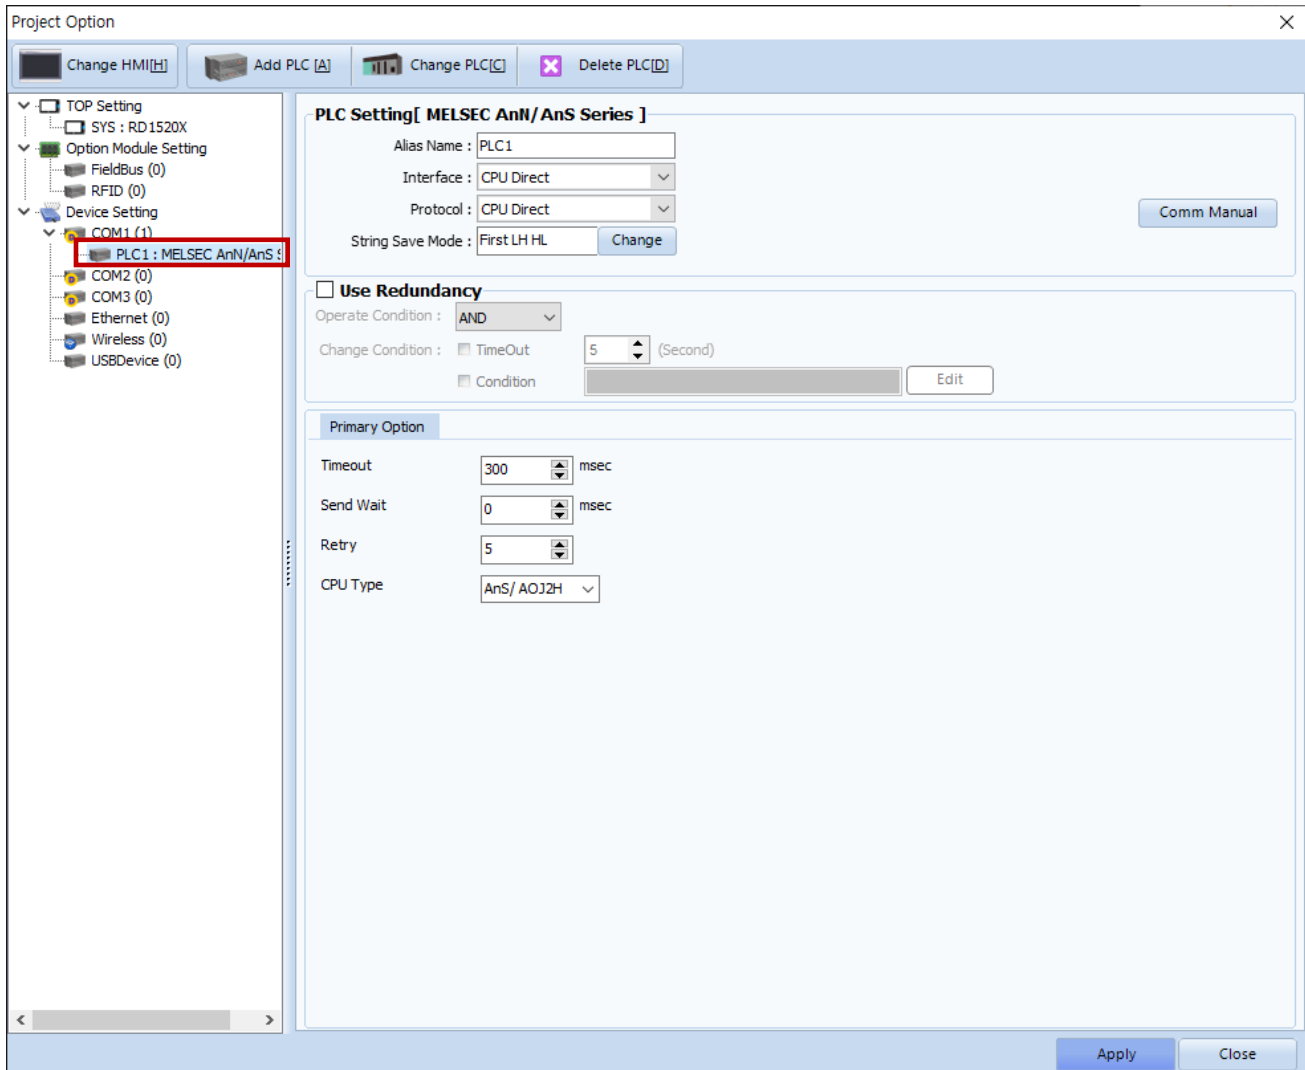 Project Option
Change HMI[H]
Add PLC [A]
Change PLC[C]
Delete PLC[D]
TOP Setting
SYS : RD1520X
Option Module Setting
FieldBus (0)
RFID (0)
Device Setting
COM1 (1)
PLC1 : MELSEC AnN/AnS S
COM2 (0)
COM3 (0)
Ethernet (0)
Wireless (0)
USBDevice (0)
PLC Setting[ MELSEC AnN/AnS Series ]
Alias Name : PLC1
Interface : CPU Direct
Protocol : CPU Direct
Comm Manual
String Save Mode : First LH HL Change
Use Redundancy
Operate Condition : AND
Change Condition : TimeOut 5 (Second)
Condition Edit
Primary Option
Timeout 300 msec
Send Wait 0 msec
Retry 5
CPU Type AnS/ AOJ2H
Apply Close